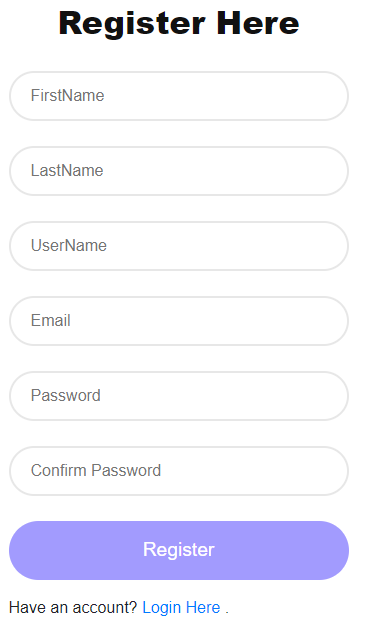 Register Here
FirstName
LastName
UserName
Email
Password
Confirm Password
Register
Have an account? Login Here .